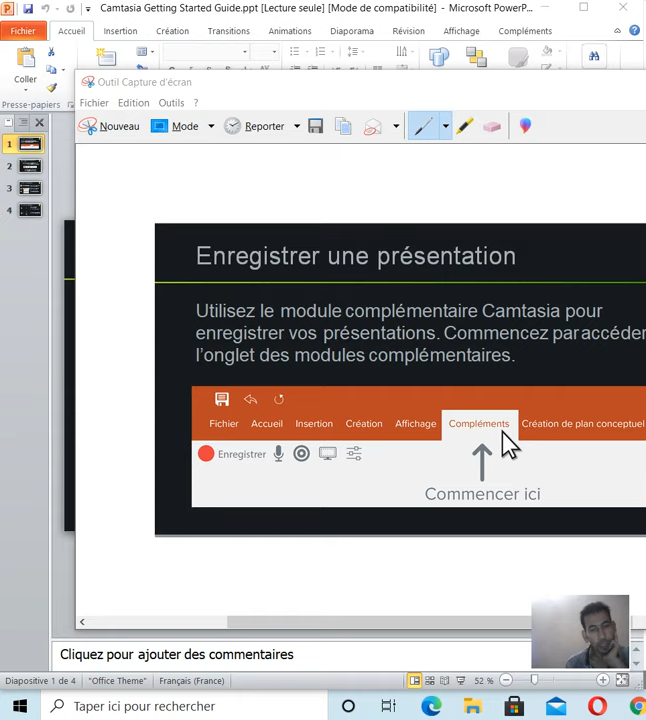 Camtasia Getting Started Guide.ppt [Lecture seule] [Mode de compatibilité] - Microsoft PowerP...
Fichier Accueil Insertion Création Transitions Animations Diaporama Révision Affichage Compléments
Coller
Presse-papiers
Outil Capture d'écran
Fichier Edition Outils ?
Nouveau Mode Reporter
1
2
3
4
Enregistrer une présentation
Utilisez le module complémentaire Camtasia pour
enregistrer vos présentations. Commencez par accéder
l'onglet des modules complémentaires.
Fichier Accueil Insertion Création Affichage Compléments Création de plan conceptuel
Enregistrer
Commencer ici
Cliquez pour ajouter des commentaires
Diapositive 1 de 4 "Office Theme" Français (France) 52 %
Taper ici pour rechercher